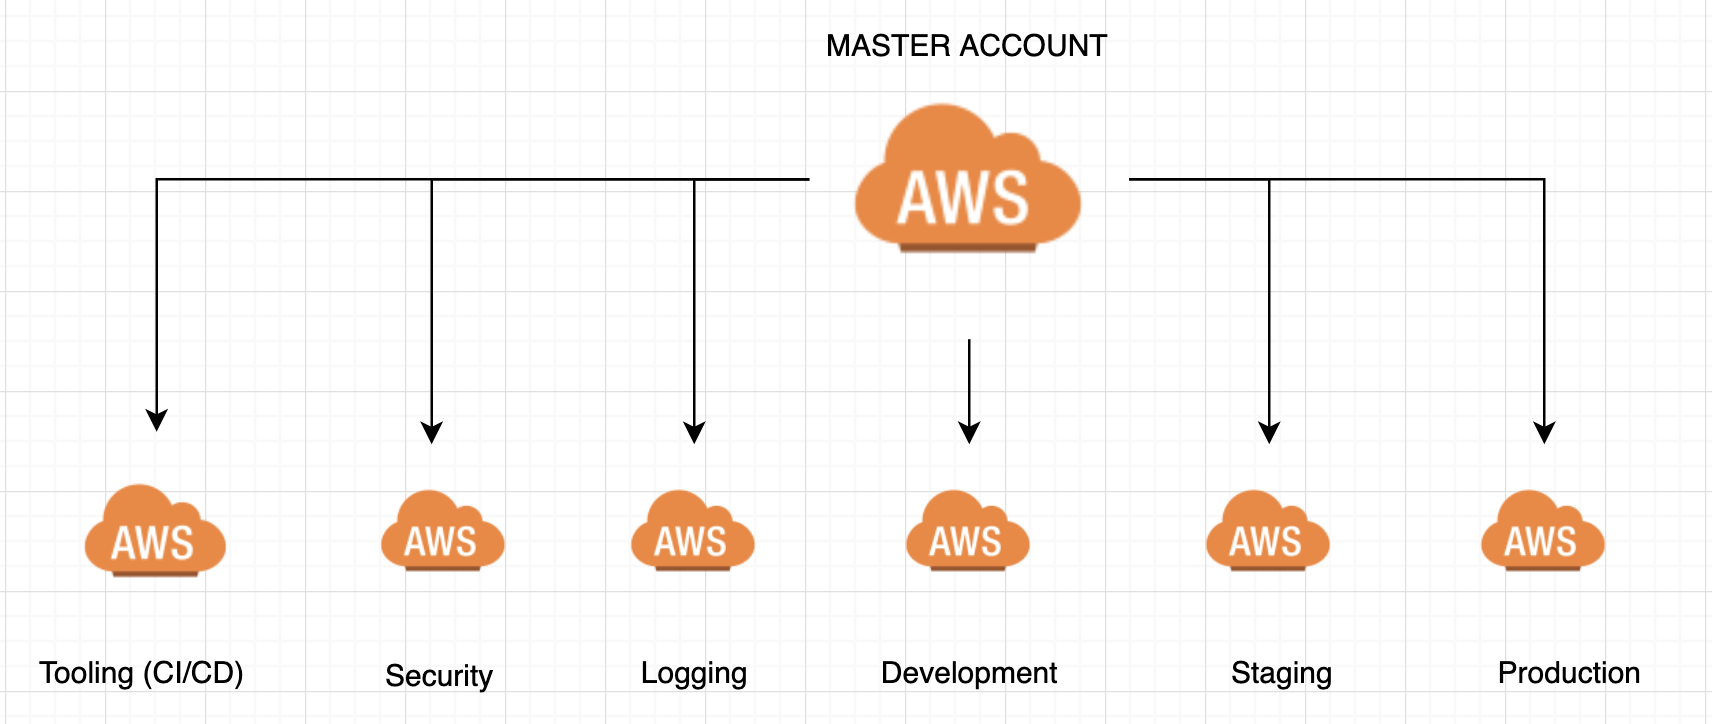 MASTER ACCOUNT
AWS
AWS
AWS
AWS
AWS
AWS
AWS
Tooling (CI/CD)
Security
Logging
Development
Staging
Production